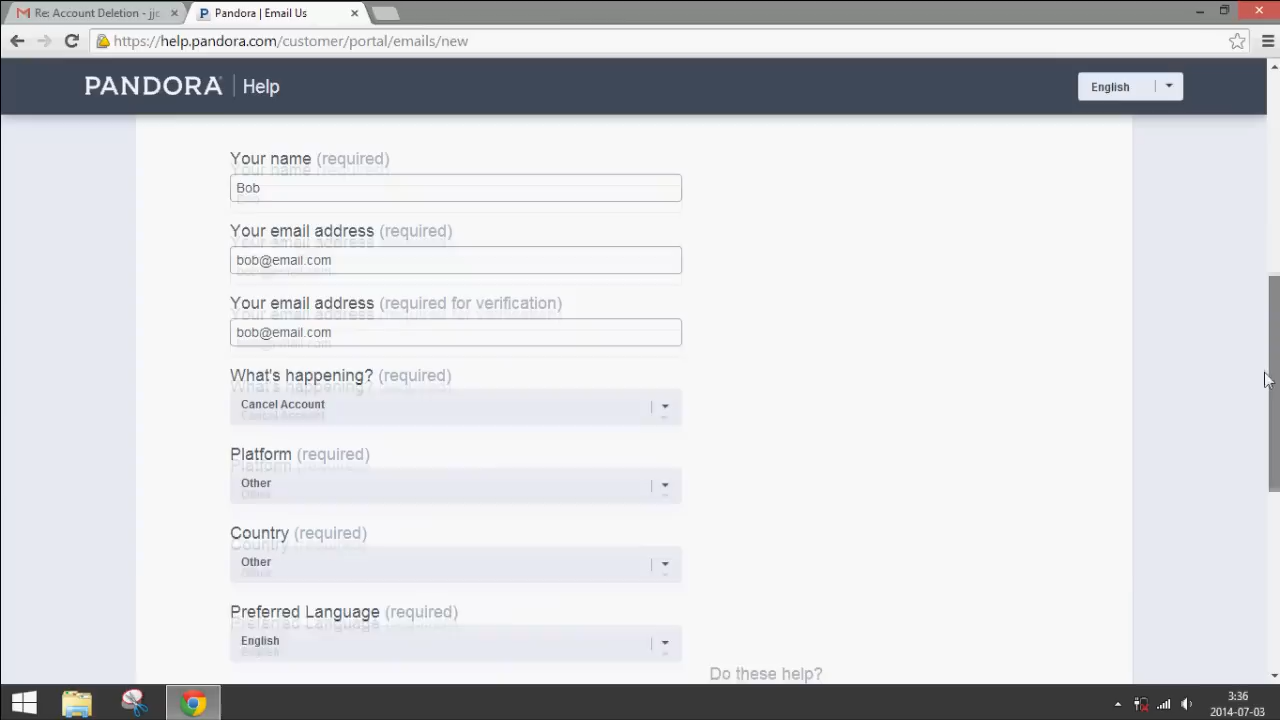 Re: Account Deletion - jjc
Pandora | Email Us
https://help.pandora.com/customer/portal/emails/new
PANDORA | Help
English
Your name (required)
Bob
Your email address (required)
bob@email.com
Your email address (required for verification)
bob@email.com
What's happening? (required)
Cancel Account
Platform (required)
Other
Country (required)
Other
Preferred Language (required)
English
Do these help?
3:36
2014-07-03